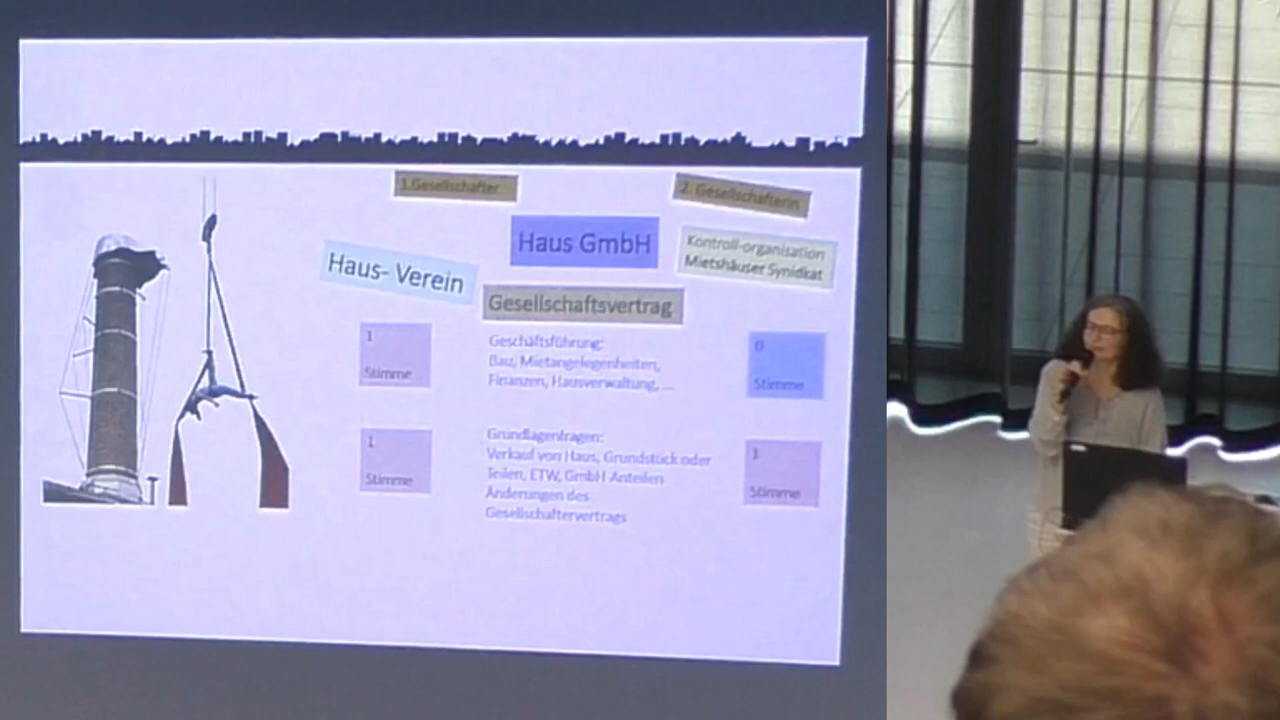 1.Gesellschafter
2. Gesellschafterin
Haus GmbH
Kontroll-organisation
Mietshäuser Synidkat
Haus- Verein
Gesellschaftsvertrag
1
Stimme
Geschäftsführung:
Bau, Mietangelegenheiten,
Finanzen, Hausverwaltung, ...
0
Stimme
1
Stimme
Grundlagenfragen:
Verkauf von Haus, Grundstück oder
Teilen, ETW, GmbH-Anteilen
Änderungen des
Gesellschaftervertrags
1
Stimme